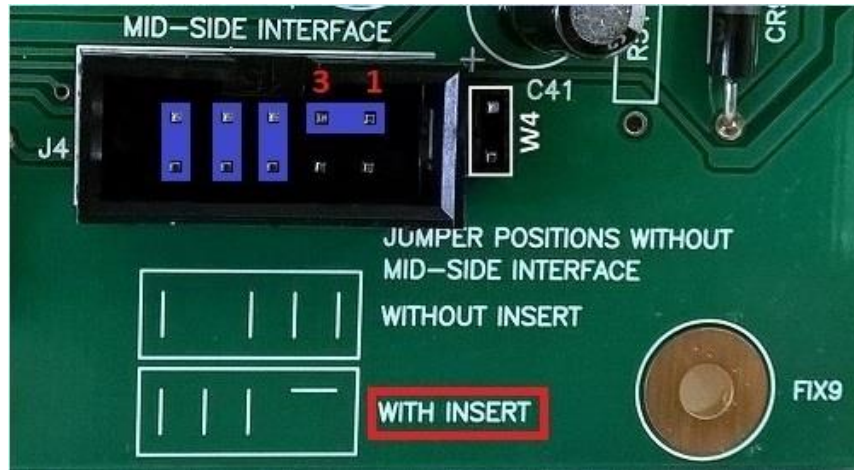 MID-SIDE INTERFACE
3 1
+
C41
J4
W4
JUMPER POSITIONS WITHOUT
MID-SIDE INTERFACE
WITHOUT INSERT
WITH INSERT
FIX9